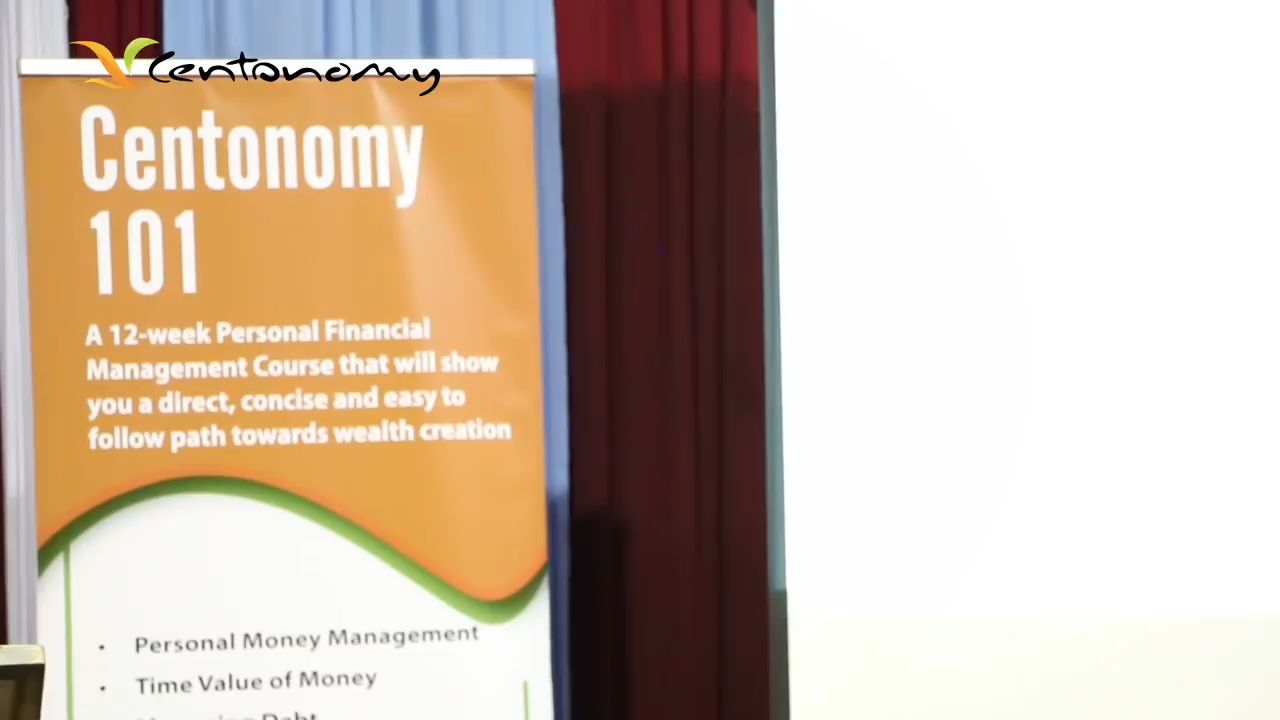 Centonomy
Centonomy
101
A 12-week Personal Financial
Management Course that will show
you a direct, concise and easy to
follow path towards wealth creation
• Personal Money Management
• Time Value of Money
Debt